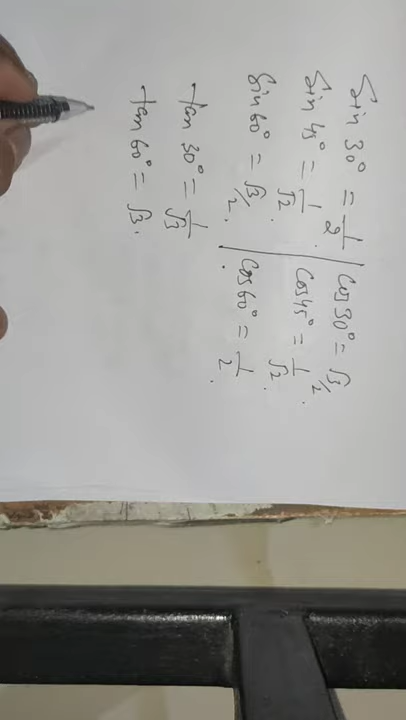 Sin 30° = 1/2 | Cos 30° = √3/2
Sin 45° = 1/√2. | Cos 45° = 1/√2.
Sin 60° = √3/2. | Cos 60° = 1/2.
tan 30° = 1/√3
tan 60° = √3.